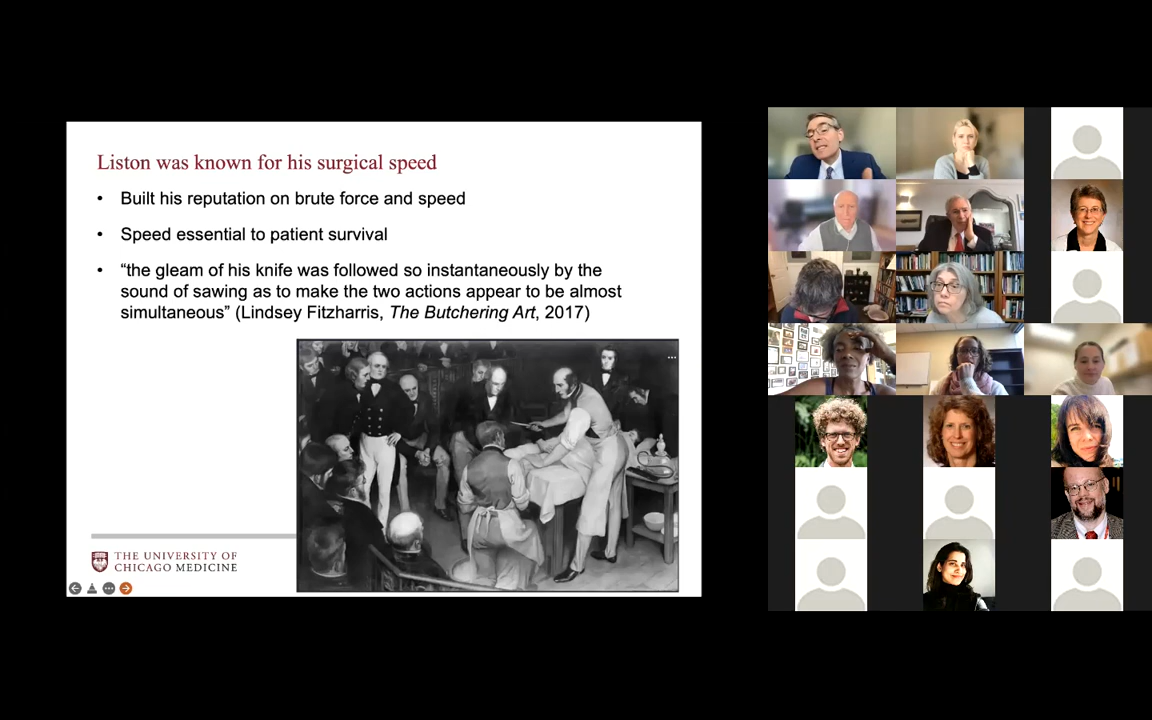 Liston was known for his surgical speed
• Built his reputation on brute force and speed
• Speed essential to patient survival
• “the gleam of his knife was followed so instantaneously by the
sound of sawing as to make the two actions appear to be almost
simultaneous” (Lindsey Fitzharris, The Butchering Art, 2017)
THE UNIVERSITY OF
CHICAGO MEDICINE